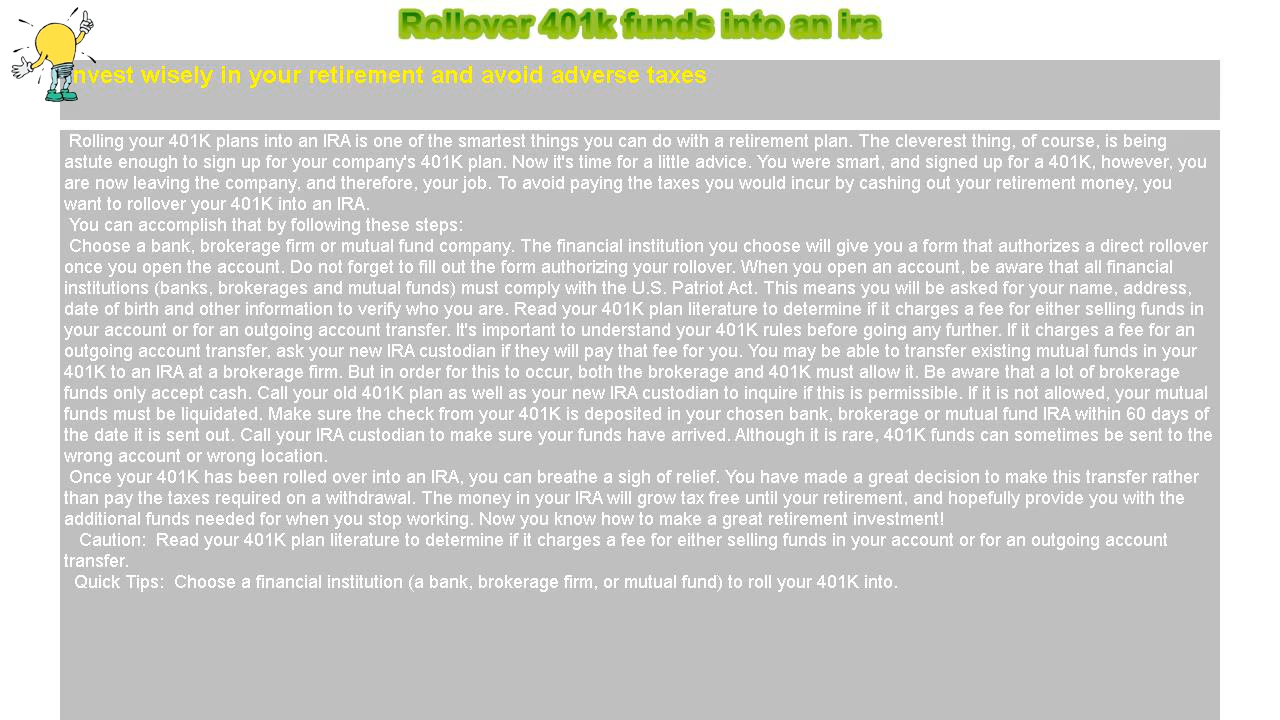 Rollover 401k funds into an ira
nvest wisely in your retirement and avoid adverse taxes
Rolling your 401K plans into an IRA is one of the smartest things you can do with a retirement plan. The cleverest thing, of course, is being
astute enough to sign up for your company's 401K plan. Now it's time for a little advice. You were smart, and signed up for a 401K, however, you
are now leaving the company, and therefore, your job. To avoid paying the taxes you would incur by cashing out your retirement money, you
want to rollover your 401K into an IRA.
You can accomplish that by following these steps:
Choose a bank, brokerage firm or mutual fund company. The financial institution you choose will give you a form that authorizes a direct rollover
once you open the account. Do not forget to fill out the form authorizing your rollover. When you open an account, be aware that all financial
institutions (banks, brokerages and mutual funds) must comply with the U.S. Patriot Act. This means you will be asked for your name, address,
date of birth and other information to verify who you are. Read your 401K plan literature to determine if it charges a fee for either selling funds in
your account or for an outgoing account transfer. It's important to understand your 401K rules before going any further. If it charges a fee for an
outgoing account transfer, ask your new IRA custodian if they will pay that fee for you. You may be able to transfer existing mutual funds in your
401K to an IRA at a brokerage firm. But in order for this to occur, both the brokerage and 401K must allow it. Be aware that a lot of brokerage
funds only accept cash. Call your old 401K plan as well as your new IRA custodian to inquire if this is permissible. If it is not allowed, your mutual
funds must be liquidated. Make sure the check from your 401K is deposited in your chosen bank, brokerage or mutual fund IRA within 60 days of
the date it is sent out. Call your IRA custodian to make sure your funds have arrived. Although it is rare, 401K funds can sometimes be sent to the
wrong account or wrong location.
Once your 401K has been rolled over into an IRA, you can breathe a sigh of relief. You have made a great decision to make this transfer rather
than pay the taxes required on a withdrawal. The money in your IRA will grow tax free until your retirement, and hopefully provide you with the
additional funds needed for when you stop working. Now you know how to make a great retirement investment!
Caution: Read your 401K plan literature to determine if it charges a fee for either selling funds in your account or for an outgoing account
transfer.
Quick Tips: Choose a financial institution (a bank, brokerage firm, or mutual fund) to roll your 401K into.